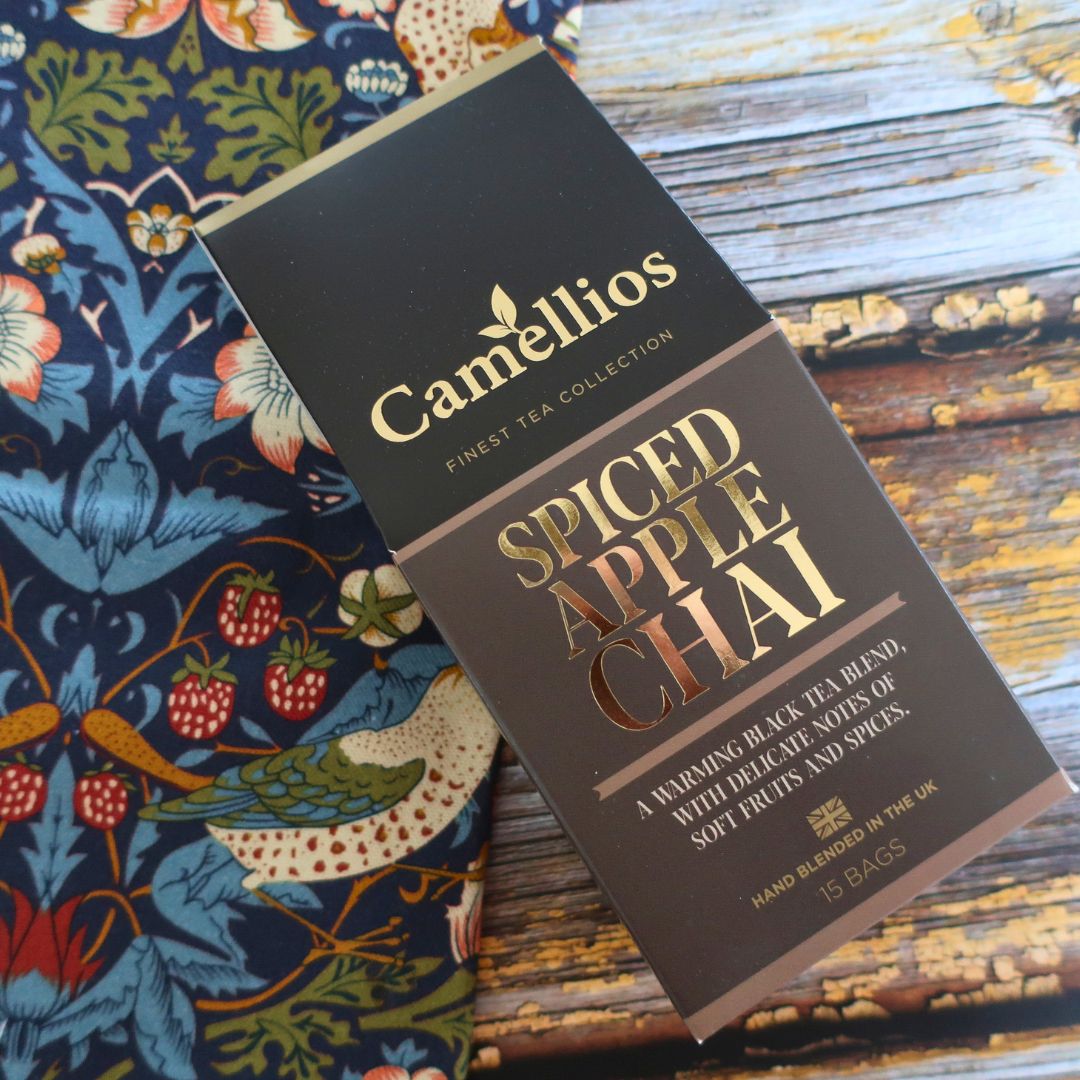 Camellios
FINEST TEA COLLECTION
SPICED
APPLE
CHAI
A WARMING BLACK TEA BLEND,
WITH DELICATE NOTES OF
SOFT FRUITS AND SPICES.
HAND BLENDED IN THE UK
15 BAGS